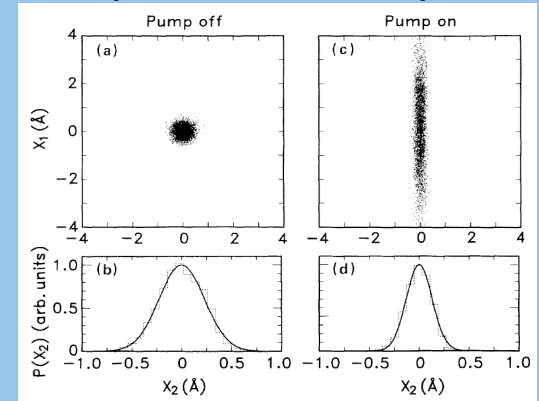 Pump off
Pump on
(a)
(c)
4
2
0
−2
−4
X₁ (Å)
−4 −2 0 2 4
−4 −2 0 2 4
(b)
(d)
1.0
0.5
0
P(X₂) (arb. units)
−1.0 −0.5 0 0.5 1.0
−1.0 −0.5 0 0.5 1.0
X₂ (Å)
X₂ (Å)